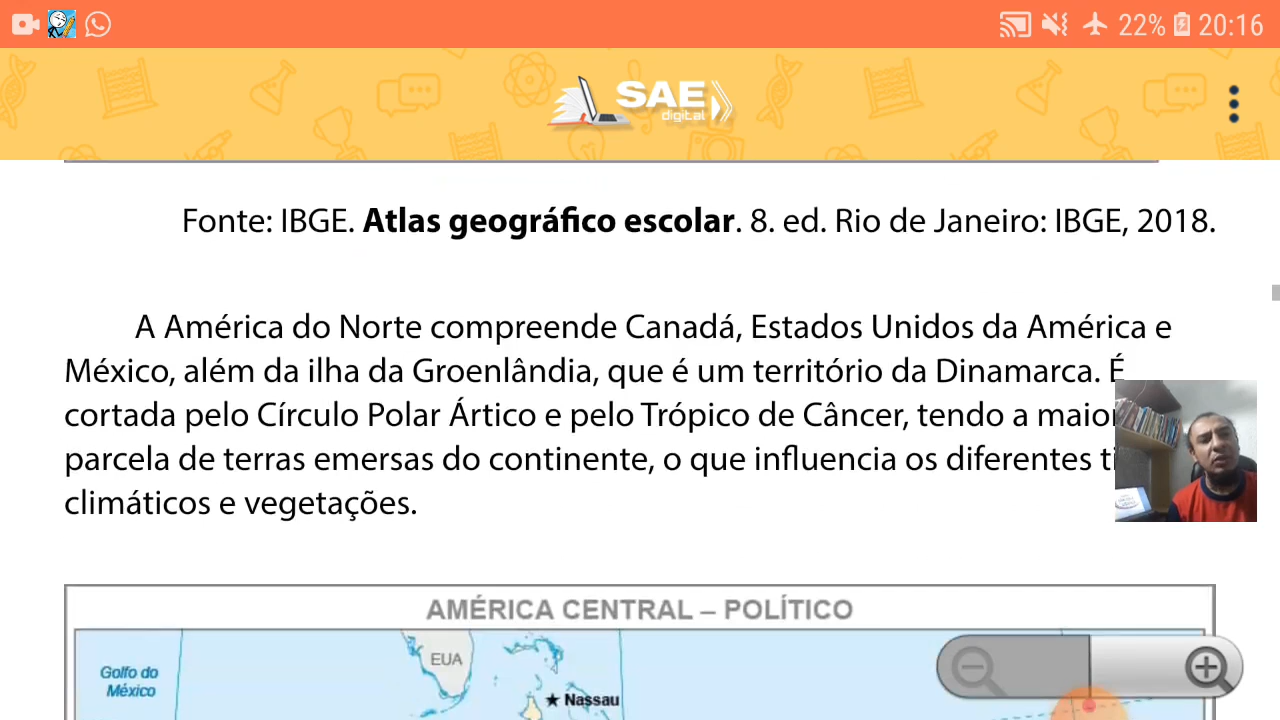 22% 20:16
SAE
digital
Fonte: IBGE. Atlas geográfico escolar. 8. ed. Rio de Janeiro: IBGE, 2018.
A América do Norte compreende Canadá, Estados Unidos da América e
México, além da ilha da Groenlândia, que é um território da Dinamarca. É
cortada pelo Círculo Polar Ártico e pelo Trópico de Câncer, tendo a maior
parcela de terras emersas do continente, o que influencia os diferentes
climáticos e vegetações.
AMÉRICA CENTRAL – POLÍTICO
Golfo do
México
EUA
Nassau